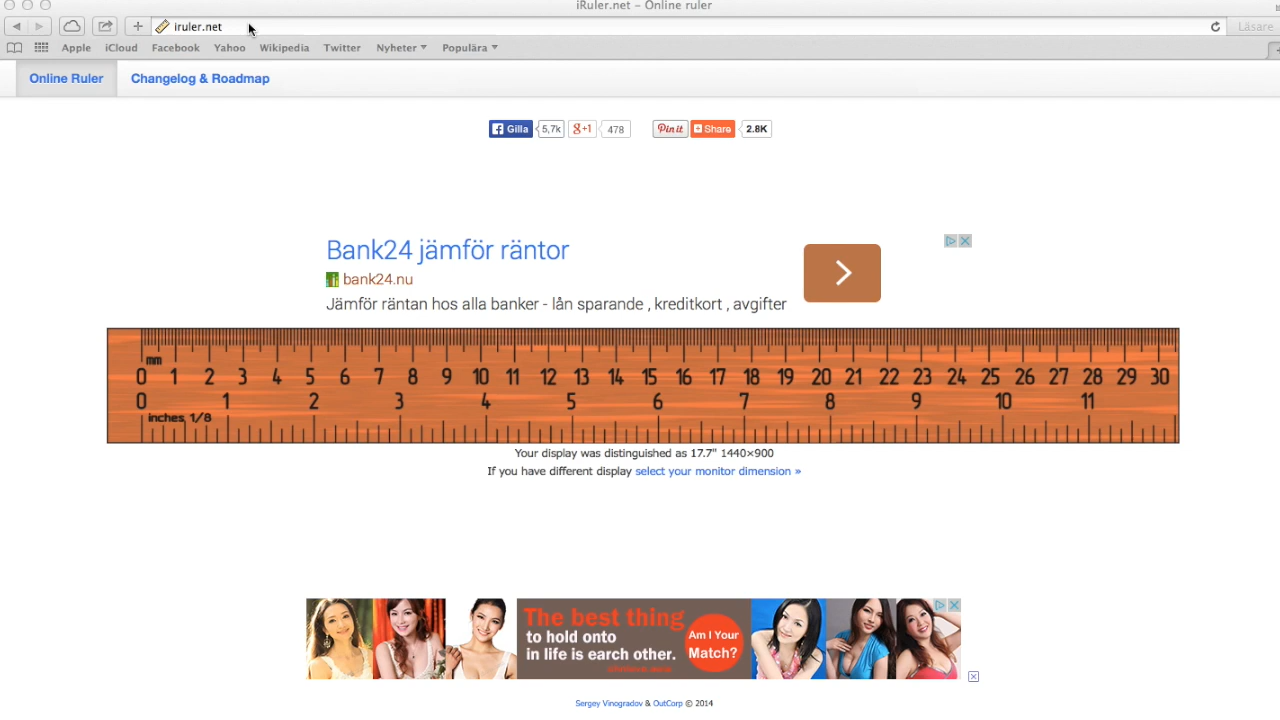 iRuler.net – Online ruler
iruler.net
Läsare
Apple iCloud Facebook Yahoo Wikipedia Twitter Nyheter Populära
Online Ruler Changelog & Roadmap
Gilla 5,7k g+1 478 Pin it Share 2.8K
Bank24 jämför räntor
bank24.nu
Jämför räntan hos alla banker - lån sparande , kreditkort , avgifter
mm
0 1 2 3 4 5 6 7 8 9 10 11 12 13 14 15 16 17 18 19 20 21 22 23 24 25 26 27 28 29 30
0 1 2 3 4 5 6 7 8 9 10 11
inches 1/8
Your display was distinguished as 17.7" 1440×900
If you have different display select your monitor dimension »
The best thing
to hold onto
in life is earch other.
Am I Your
Match?
Sergey Vinogradov & OutCorp © 2014